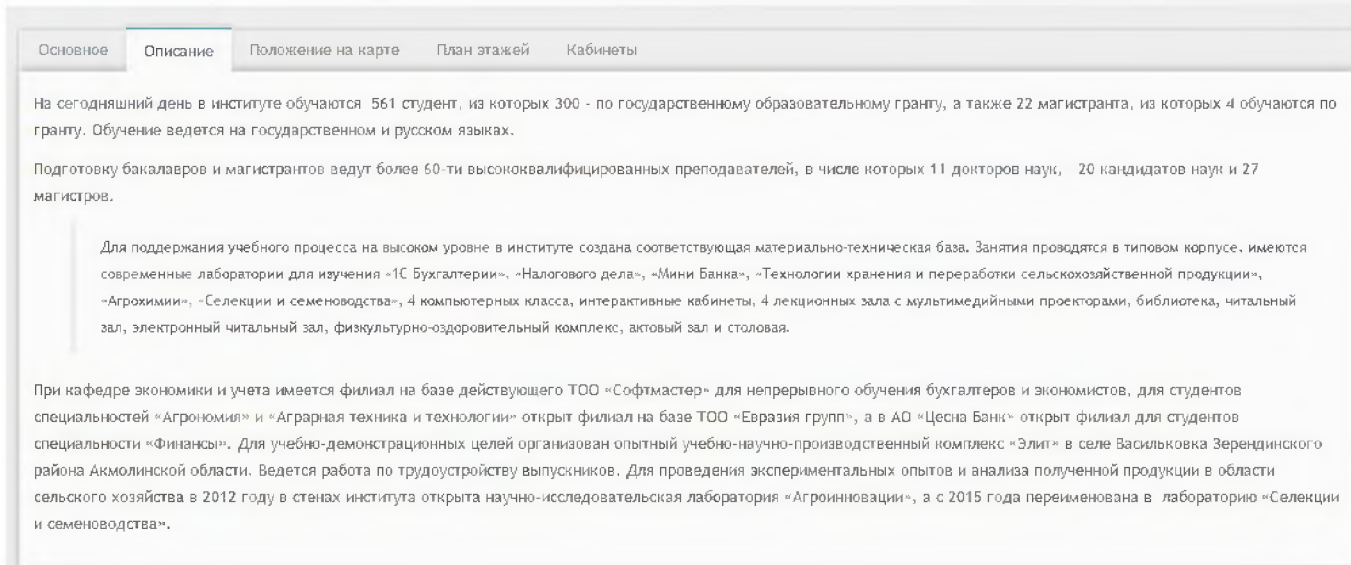 Основное Описание Положение на карте План этажей Кабинеты
На сегодняшний день в институте обучаются 561 студент, из которых 300 - по государственному образовательному гранту, а также 22 магистранта, из которых 4 обучаются по
гранту. Обучение ведется на государственном и русском языках.
Подготовку бакалавров и магистрантов ведут более 60-ти высококвалифицированных преподавателей, в числе которых 11 докторов наук, 20 кандидатов наук и 27
магистров.
Для поддержания учебного процесса на высоком уровне в институте создана соответствующая материально-техническая база. Занятия проводятся в типовом корпусе, имеются
современные лаборатории для изучения «1С Бухгалтерии», «Налогового дела», «Мини Банка», «Технологии хранения и переработки сельскохозяйственной продукции»,
«Агрохимии», «Селекции и семеноводства», 4 компьютерных класса, интерактивные кабинеты, 4 лекционных зала с мультимедийными проекторами, библиотека, читальный
зал, электронный читальный зал, физкультурно-оздоровительный комплекс, актовый зал и столовая.
При кафедре экономики и учета имеется филиал на базе действующего ТОО «Софтмастер» для непрерывного обучения бухгалтеров и экономистов, для студентов
специальностей «Агрономия» и «Аграрная техника и технологии» открыт филиал на базе ТОО «Евразия групп», а в АО «Цесна Банк» открыт филиал для студентов
специальности «Финансы». Для учебно-демонстрационных целей организован опытный учебно-научно-производственный комплекс «Элит» в селе Васильковка Зерендинского
района Акмолинской области. Ведется работа по трудоустройству выпускников. Для проведения экспериментальных опытов и анализа полученной продукции в области
сельского хозяйства в 2012 году в стенах института открыта научно-исследовательская лаборатория «Агроинновации», а с 2015 года переименована в лабораторию «Селекции
и семеноводства».